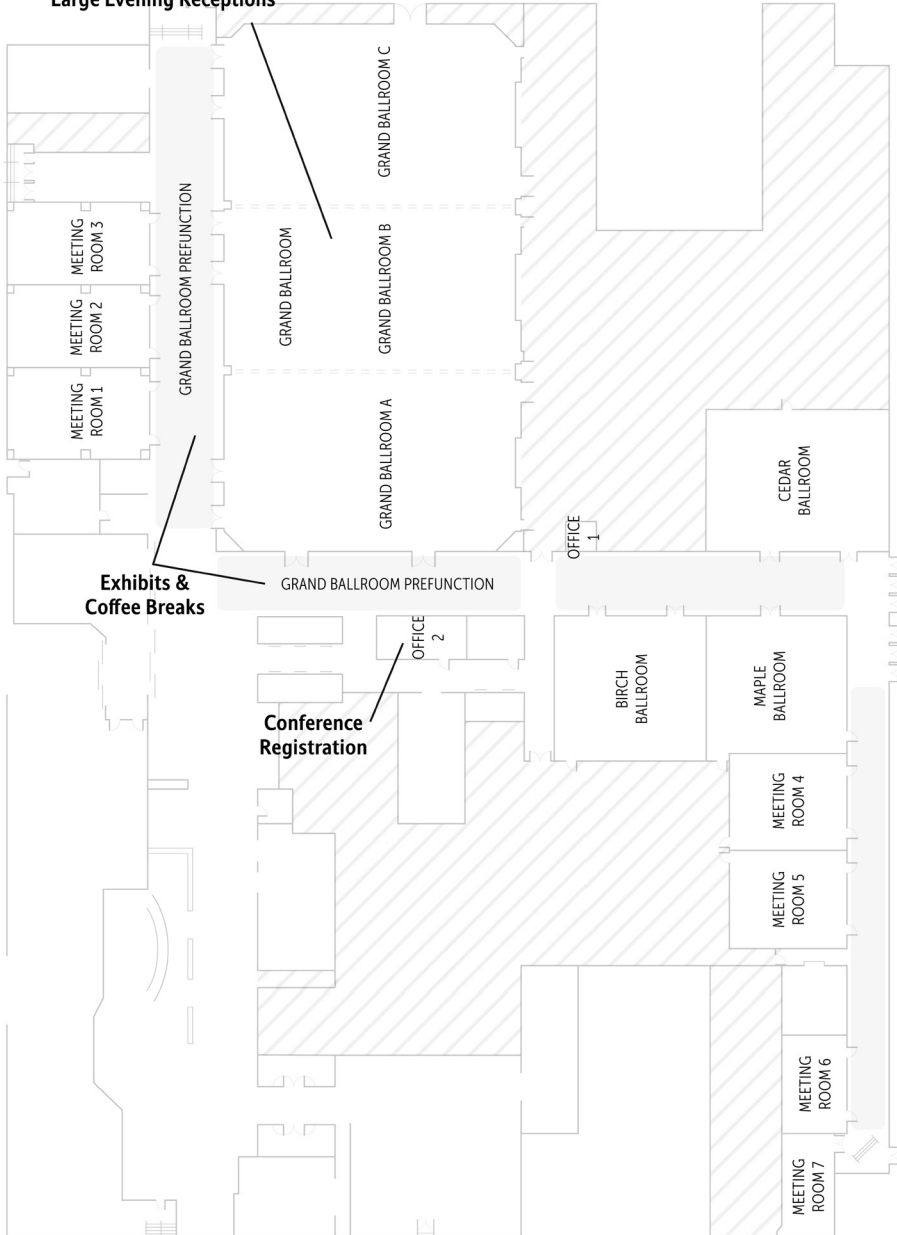 Large Evening Receptions
GRAND BALLROOM C
GRAND BALLROOM PREFUNCTION
MEETING
ROOM 3
GRAND BALLROOM
GRAND BALLROOM B
MEETING
ROOM 2
MEETING
ROOM 1
GRAND BALLROOM A
CEDAR
BALLROOM
OFFICE
1
Exhibits &
Coffee Breaks
GRAND BALLROOM PREFUNCTION
OFFICE
2
BIRCH
BALLROOM
MAPLE
BALLROOM
Conference
Registration
MEETING
ROOM 4
MEETING
ROOM 5
MEETING
ROOM 6
MEETING
ROOM 7